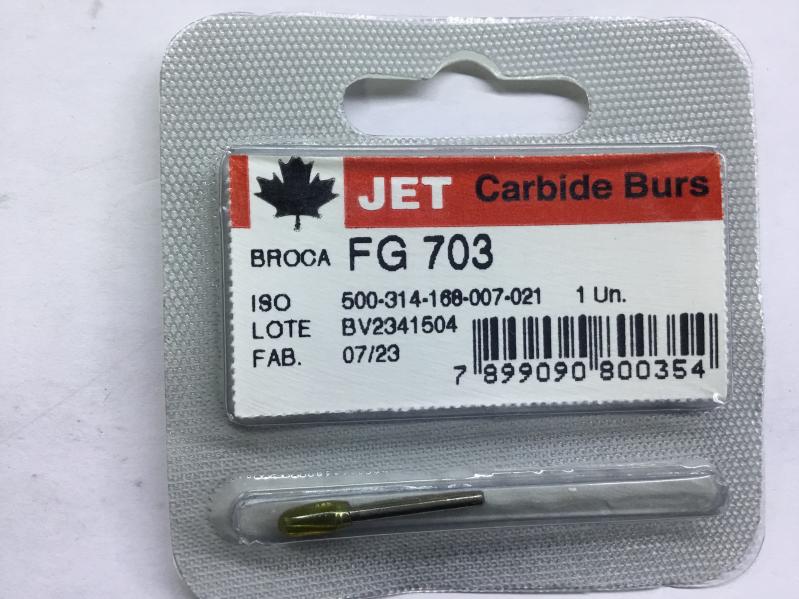 JET Carbide Burs
BROCA FG 703
ISO 500-314-168-007-021 1 Un.
LOTE BV2341504
FAB. 07/23
7 899090 800354